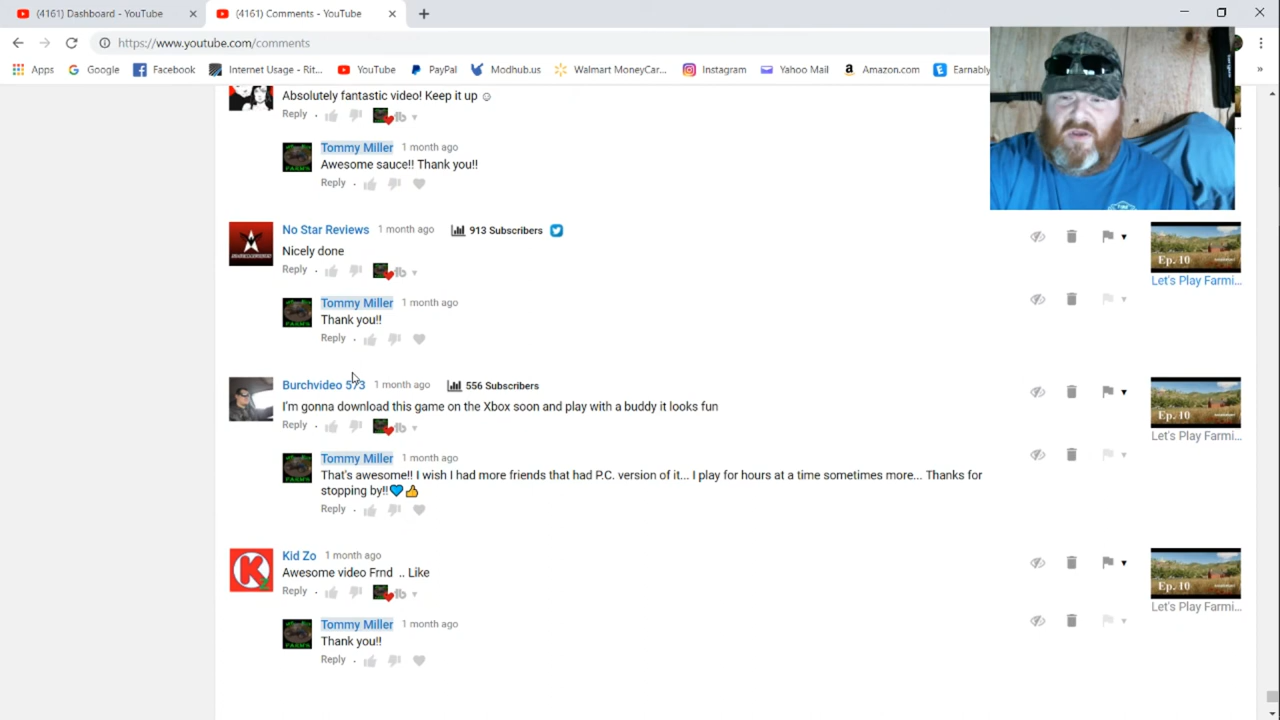 (4161) Dashboard - YouTube
(4161) Comments - YouTube
https://www.youtube.com/comments
Apps
Google
Facebook
Internet Usage - Rit...
YouTube
PayPal
Modhub.us
Walmart MoneyCar...
Instagram
Yahoo Mail
Amazon.com
Earnably
Absolutely fantastic video! Keep it up ☺
Reply
Tommy Miller 1 month ago
Awesome sauce!! Thank you!!
Reply
No Star Reviews 1 month ago 913 Subscribers
Nicely done
Reply
Ep. 10
Let's Play Farmi...
Tommy Miller 1 month ago
Thank you!!
Reply
Burchvideo 573 1 month ago 556 Subscribers
I'm gonna download this game on the Xbox soon and play with a buddy it looks fun
Reply
Ep. 10
Let's Play Farmi...
Tommy Miller 1 month ago
That's awesome!! I wish I had more friends that had P.C. version of it... I play for hours at a time sometimes more... Thanks for
stopping by!!💙👍
Reply
Kid Zo 1 month ago
Awesome video Frnd .. Like
Reply
Ep. 10
Let's Play Farmi...
Tommy Miller 1 month ago
Thank you!!
Reply